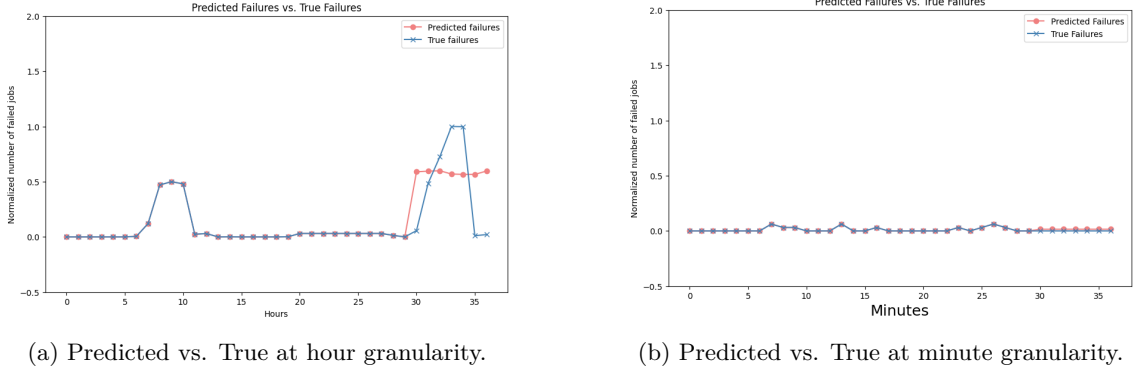 Predicted Failures vs. True Failures
2.0
1.5
1.0
0.5
0.0
−0.5
Normalized number of failed jobs
Predicted failures
True failures
0 5 10 15 20 25 30 35
Hours
(a) Predicted vs. True at hour granularity.
Predicted Failures vs. True Failures
2.0
1.5
1.0
0.5
0.0
−0.5
Normalized number of failed jobs
Predicted Failures
True Failures
0 5 10 15 20 25 30 35
Minutes
(b) Predicted vs. True at minute granularity.